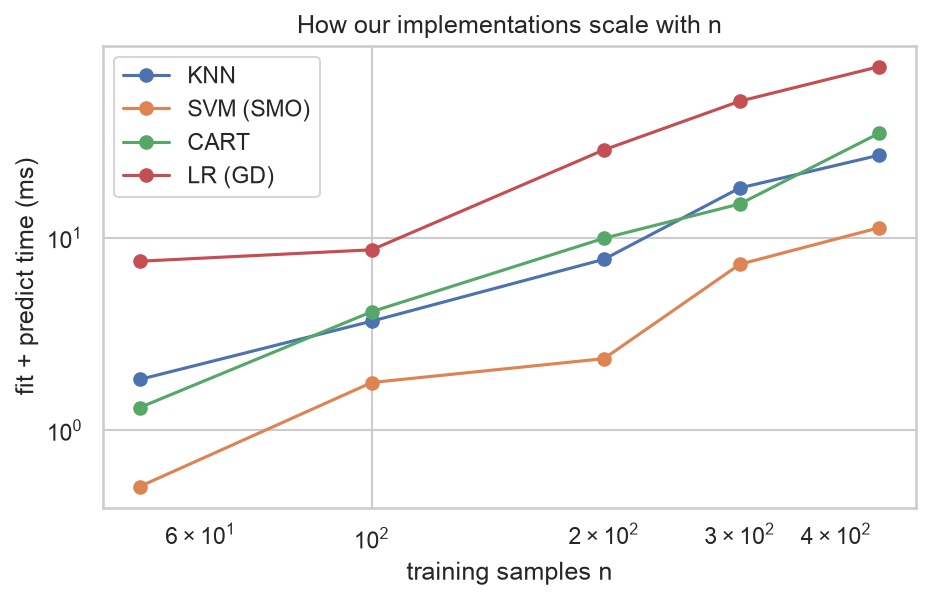 How our implementations scale with n
KNN
SVM (SMO)
CART
LR (GD)
fit + predict time (ms)
10¹
10⁰
6 × 10¹
10²
2 × 10²
3 × 10²
4 × 10²
training samples n